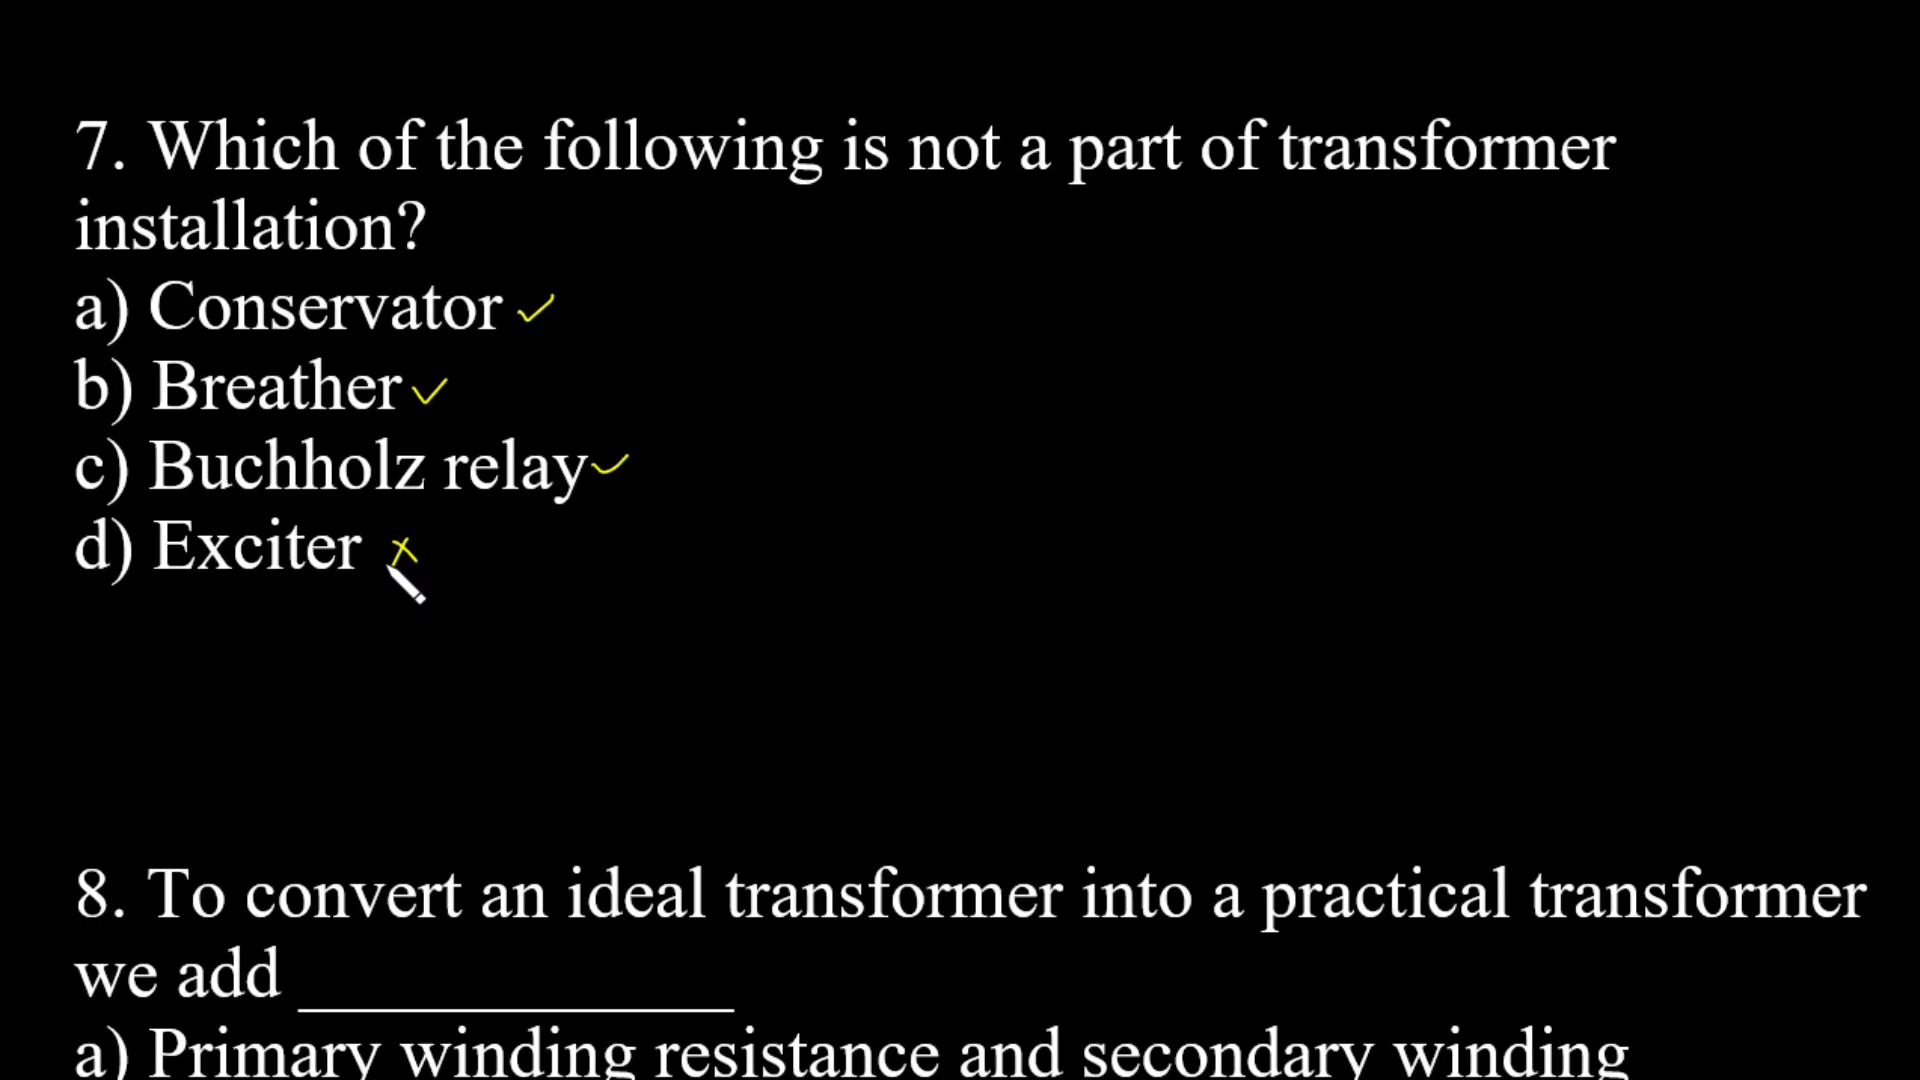 7. Which of the following is not a part of transformer
installation?
a) Conservator
b) Breather
c) Buchholz relay
d) Exciter
8. To convert an ideal transformer into a practical transformer
we add _____________
a) Primary winding resistance and secondary winding